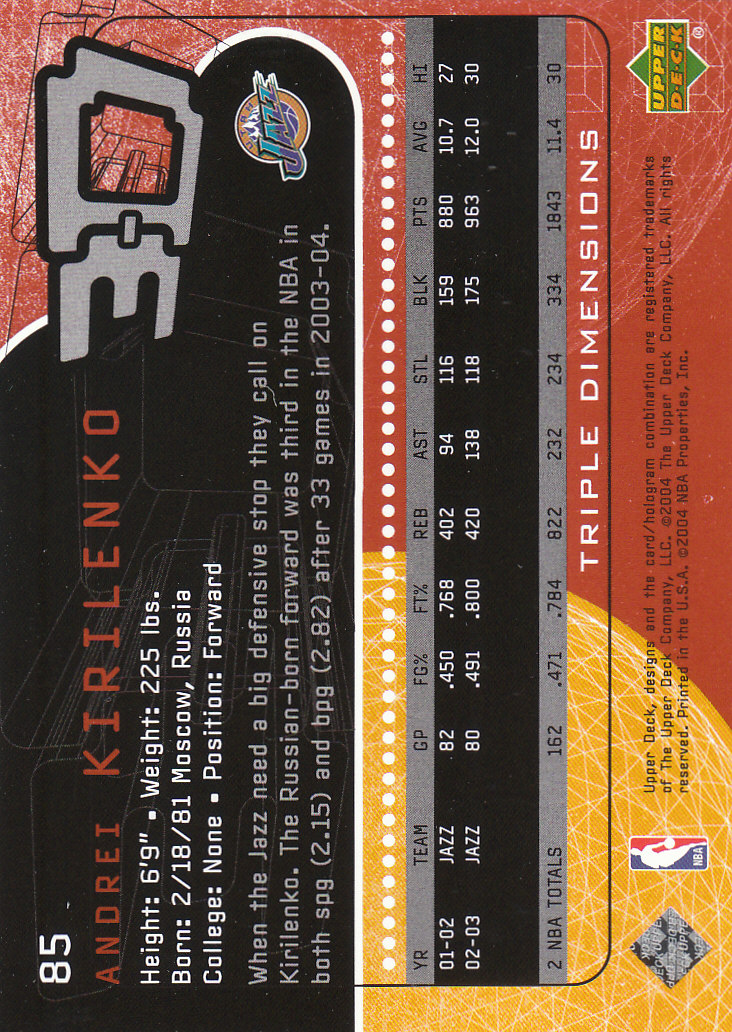 85
ANDREI KIRILENKO
3-D
Height: 6'9" • Weight: 225 lbs.
Born: 2/18/81 Moscow, Russia
College: None • Position: Forward
JAZZ
When the Jazz need a big defensive stop they call on
Kirilenko. The Russian-born forward was third in the NBA in
both spg (2.15) and bpg (2.82) after 33 games in 2003-04.
YR TEAM GP FG% FT% REB AST STL BLK PTS AVG HI
01-02 JAZZ 82 .450 .768 402 94 116 159 880 10.7 27
02-03 JAZZ 80 .491 .800 420 138 118 175 963 12.0 30
2 NBA TOTALS 162 .471 .784 822 232 234 334 1843 11.4 30
TRIPLE DIMENSIONS
UPPER
DECK®
NBA
Upper Deck, designs and the card/hologram combination are registered trademarks
of The Upper Deck Company, LLC. ©2004 The Upper Deck Company, LLC. All rights
reserved. Printed in the U.S.A. ©2004 NBA Properties, Inc.